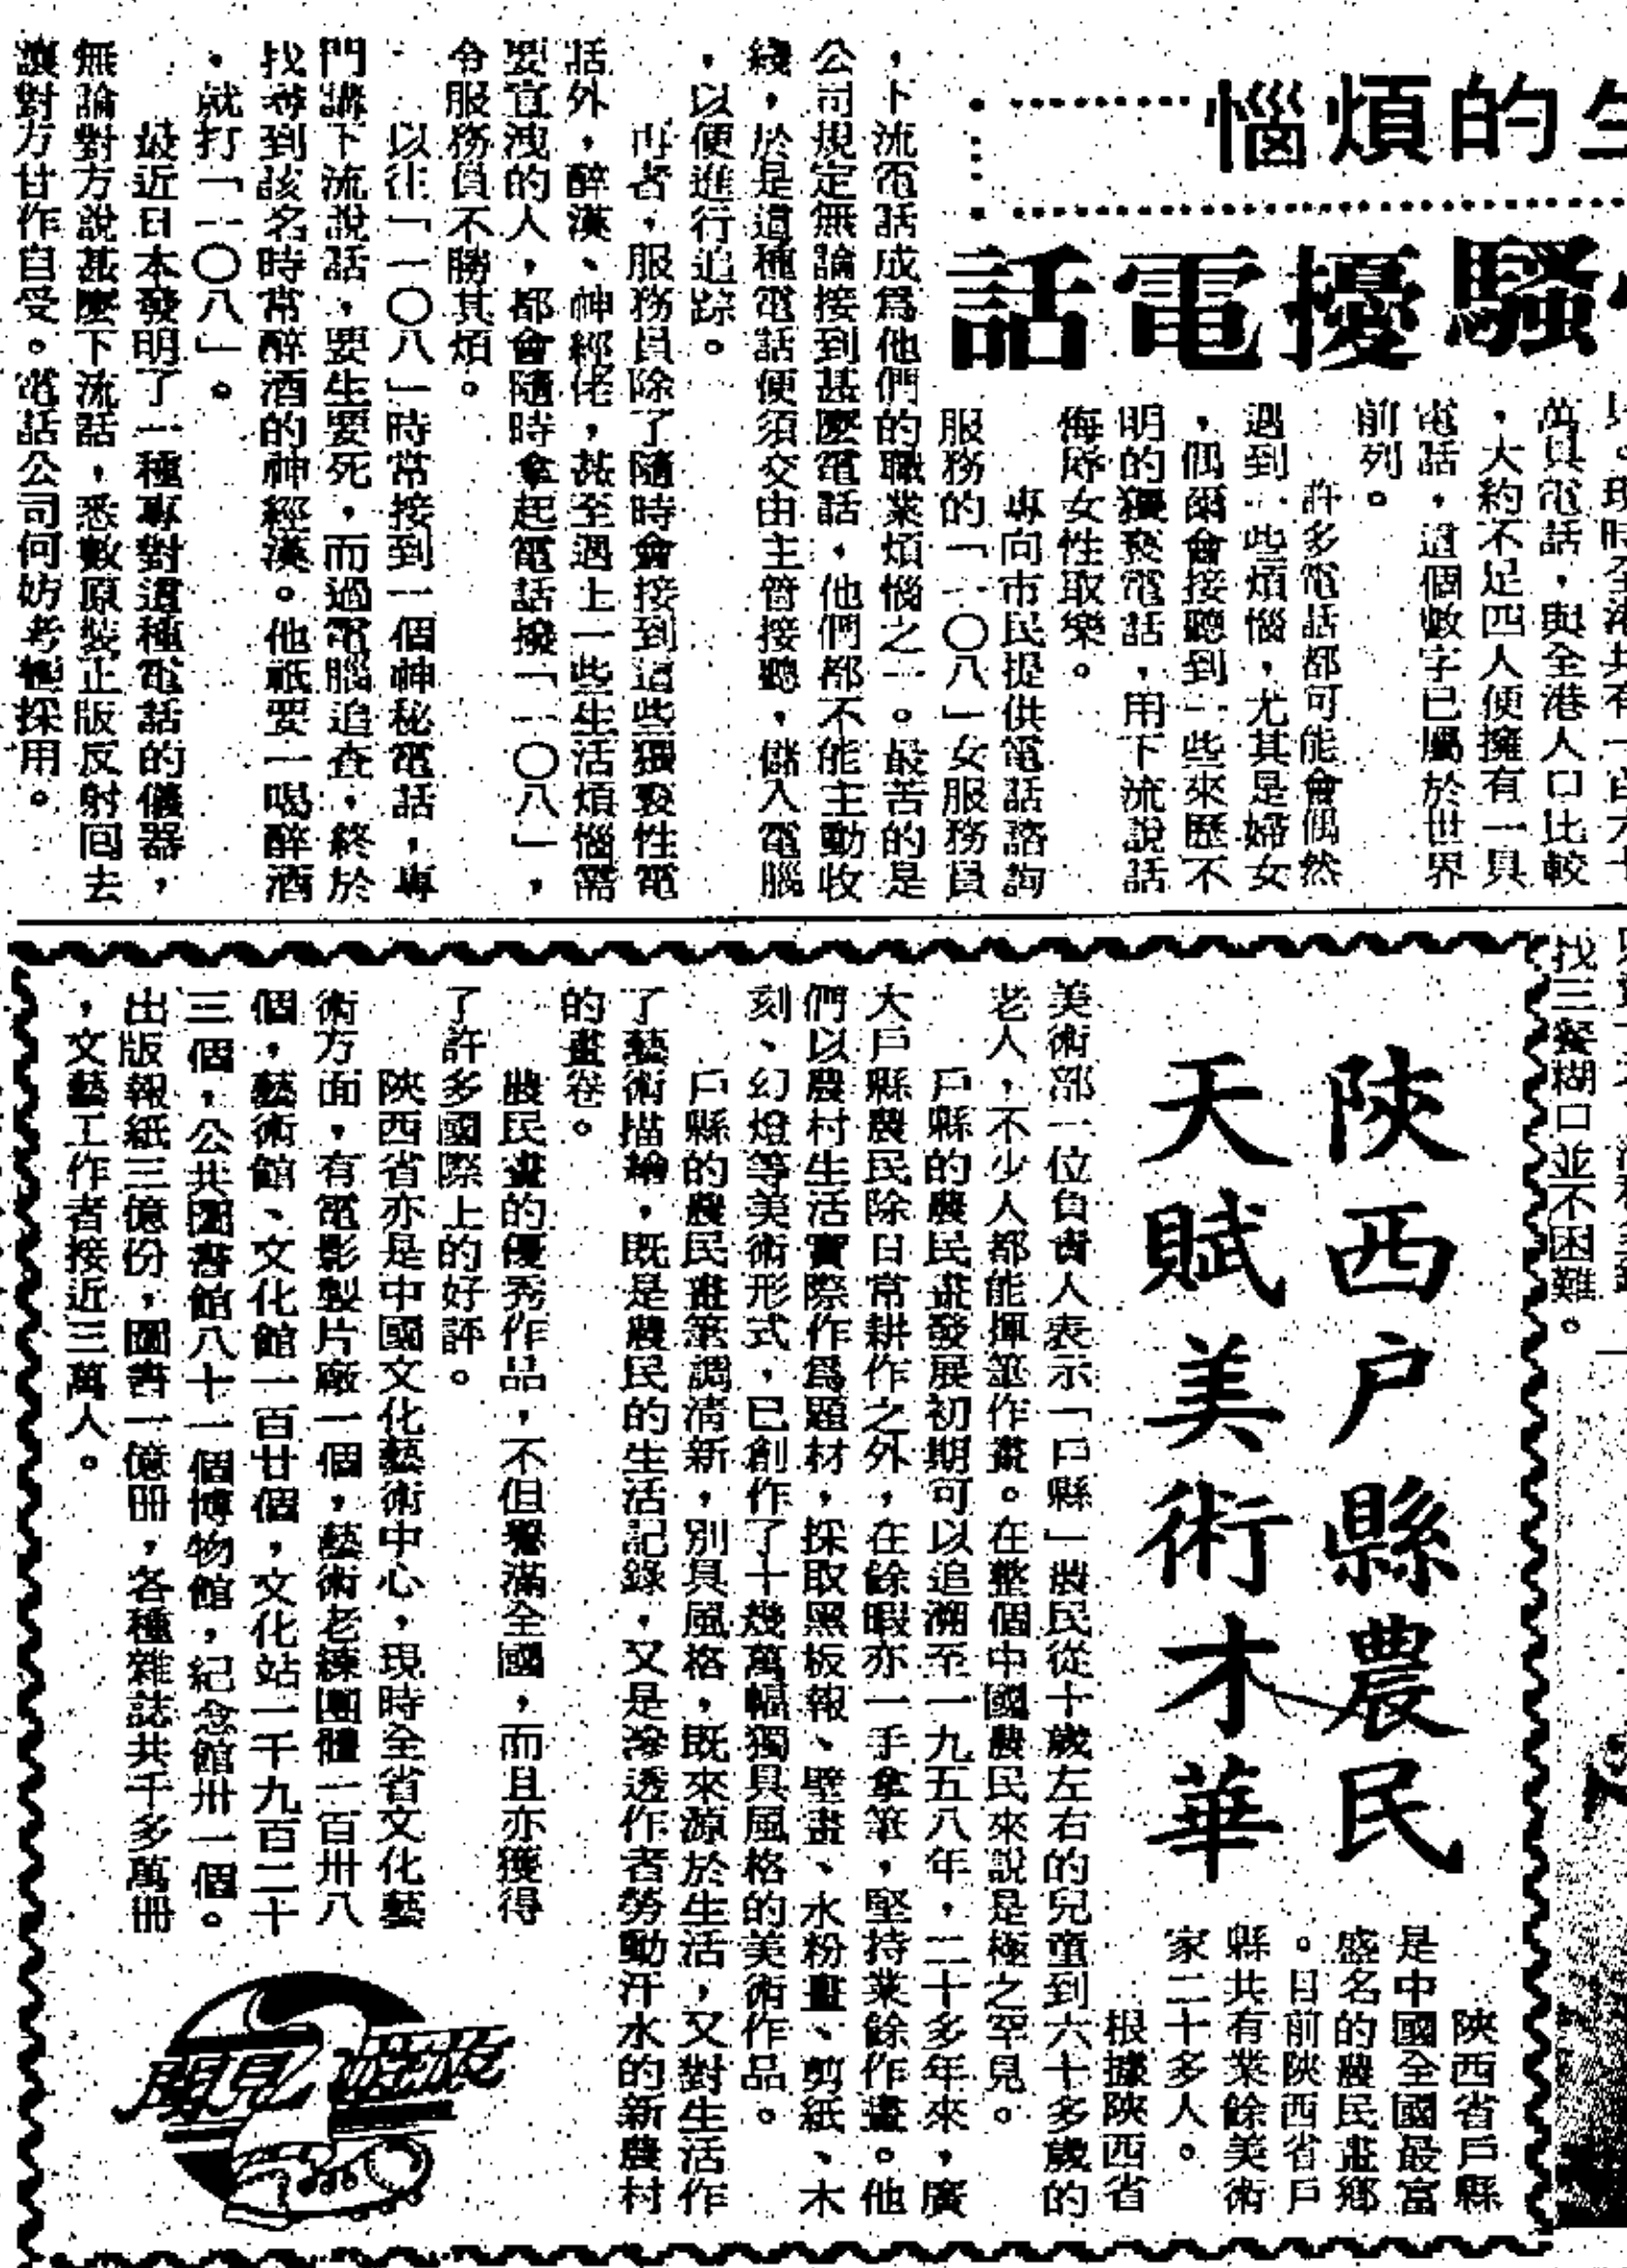 惱煩的生
話電擾騷
萬具電話，與全港人口比較
，大約不足四人便擁有一具
電話，這個數字已屬於世界
前列。
許多電話都可能會偶然
遇到一些煩惱，尤其是婦女
，偶爾會接聽到一些來歷不
明的猥褻電話，用下流說話
侮辱女性取樂。
專向市民提供電話諮詢
服務的「一〇八」女服務員
，下流電話成爲他們的職業煩惱之一。最苦的是
公司規定無論接到甚麼電話，他們都不能主動收
綫，於是這種電話便須交由主管接聽，儲入電腦
，以便進行追踪。
再者，服務員除了隨時會接到這些猥褻性電
話外，醉漢、神經佬，甚至遇上一些生活煩惱需
要宣洩的人，都會隨時拿起電話撥「一〇八」，
令服務員不勝其煩。
以往「一〇八」時常接到一個神秘電話，專
門講下流說話，要生要死，而過電腦追查，終於
找尋到該名時常醉酒的神經漢。他祇要一喝醉酒
，就打「一〇八」。
最近日本發明了一種專對這種電話的儀器，
無論對方說甚麼下流話，悉數原裝正版反射回去
讓對方甘作自受。電話公司何妨考慮採用。
找三餐糊口並不困難。
陝西户縣農民
天賦美術才華
陝西省戶縣
是中國全國最富
盛名的農民畫鄉
。日前陝西省戶
縣共有業餘美術
家二十多人。
根據陝西省
美術部一位負責人表示「戶縣」農民從十歲左右的兒童到六十多歲的
老人，不少人都能揮筆作畫。在整個中國農民來說是極之罕見。
戶縣的農民畫發展初期可以追溯至一九五八年，二十多年來，廣
大戶縣農民除日常耕作之外，在餘暇亦一手拿筆，堅持業餘作畫。他
們以農村生活實際作爲題材，採取黑板報、壁畫、水粉畫、剪紙、木
刻、幻燈等美術形式，已創作了十幾萬幅獨具風格的美術作品。
戶縣的農民畫筆調清新，別具風格，既來源於生活，又對生活作
了藝術描繪，既是農民的生活記錄，又是滲透作者勞動汗水的新農村
的畫卷。
農民畫的優秀作品，不但譽滿全國，而且亦獲得
了許多國際上的好評。
陝西省亦是中國文化藝術中心，現時全省文化藝
術方面，有電影製片廠一個，藝術老練團體一百卅八
個，藝術館、文化館一百廿個，文化站一千九百二十
三個，公共圖書館八十一個博物館，紀念館卅一個。
出版報紙三億份，圖書一億冊，各種雜誌共千多萬冊
，文藝工作者接近三萬人。